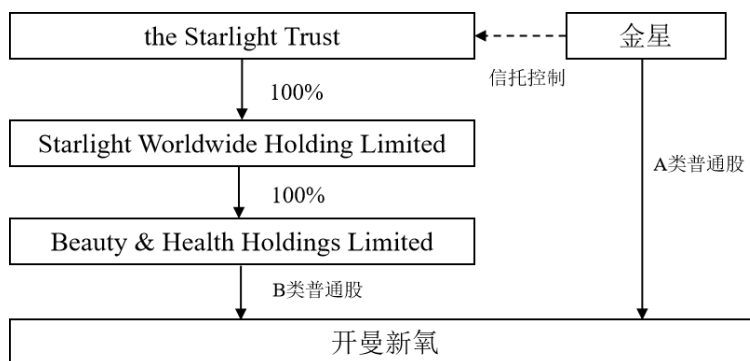 the Starlight Trust
金星
信托控制
100%
Starlight Worldwide Holding Limited
A类普通股
100%
Beauty & Health Holdings Limited
B类普通股
开曼新氧